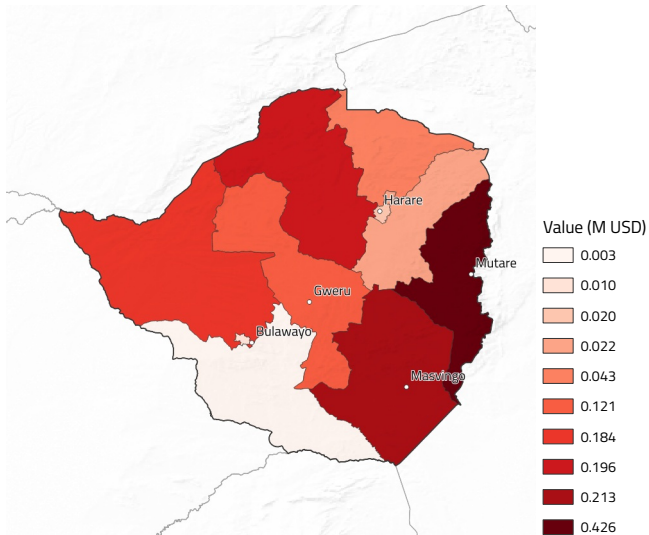 Harare
Mutare
Gweru
Bulawayo
Masvingo
Value (M USD)
0.003
0.010
0.020
0.022
0.043
0.121
0.184
0.196
0.213
0.426